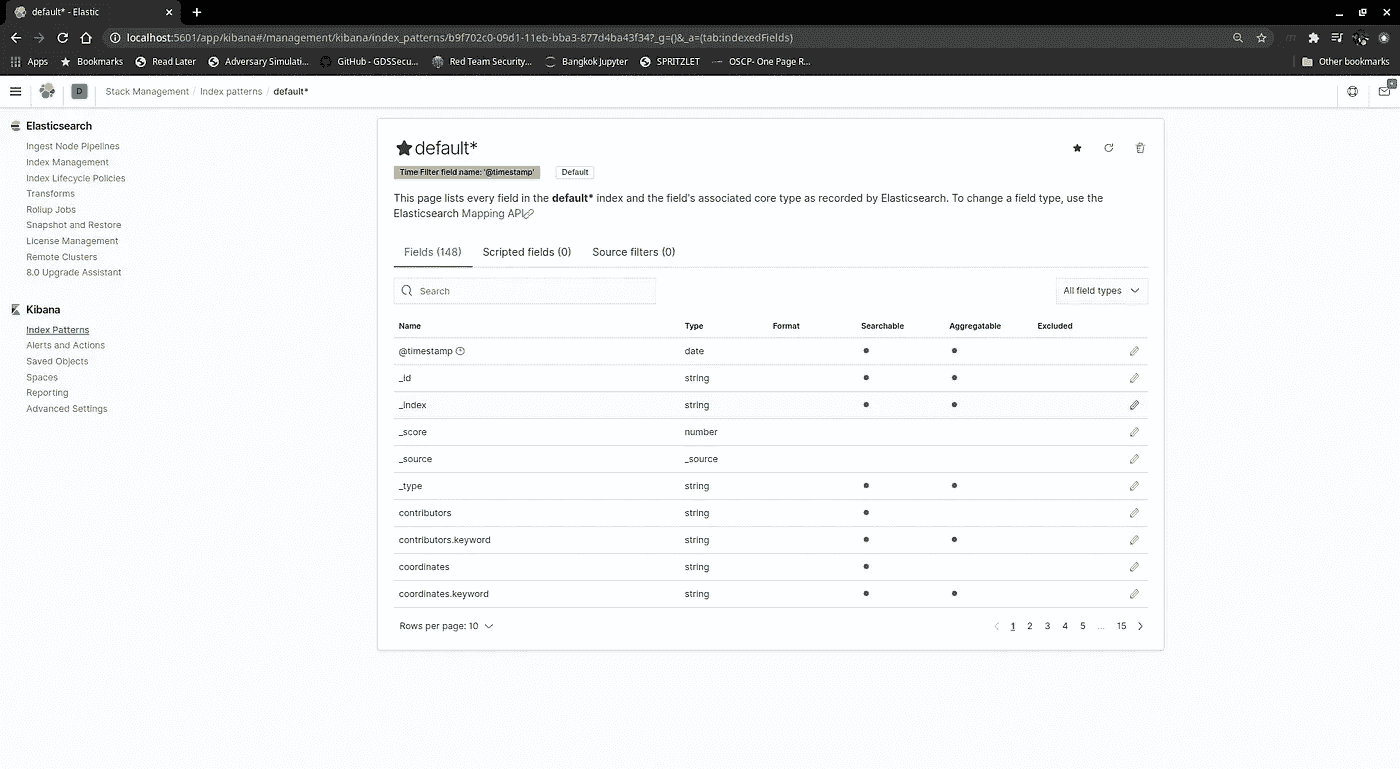 default* - Elastic
localhost:5601/app/kibana#/management/kibana/index_patterns/b9f702c0-09d1-11eb-bba3-877d4ba43f34?_g=()&_a=(tab:indexedFields)
Apps Bookmarks Read Later Adversary Simulati... GitHub - GDSSecu... Red Team Security... Bangkok Jupyter SPRITZLET OSCP- One Page R... Other bookmarks
D Stack Management / Index patterns / default*
Elasticsearch
Ingest Node Pipelines
Index Management
Index Lifecycle Policies
Transforms
Rollup Jobs
Snapshot and Restore
License Management
Remote Clusters
8.0 Upgrade Assistant
Kibana
Index Patterns
Alerts and Actions
Saved Objects
Spaces
Reporting
Advanced Settings
default*
Time Filter field name: '@timestamp' Default
This page lists every field in the default* index and the field's associated core type as recorded by Elasticsearch. To change a field type, use the
Elasticsearch Mapping API
Fields (148) Scripted fields (0) Source filters (0)
Search All field types
Name Type Format Searchable Aggregatable Excluded
@timestamp date
_id string
_index string
_score number
_source _source
_type string
contributors string
contributors.keyword string
coordinates string
coordinates.keyword string
Rows per page: 10 1 2 3 4 5 ... 15